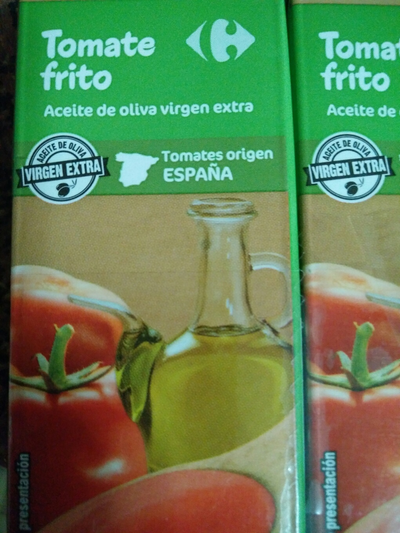 Tomate
frito
Aceite de oliva virgen extra
ACEITE DE OLIVA
VIRGEN EXTRA
Tomates origen
ESPAÑA
presentación
Tomat
frito
Aceite de
ACEITE DE OLIVA
VIRGEN EXTRA
presentación